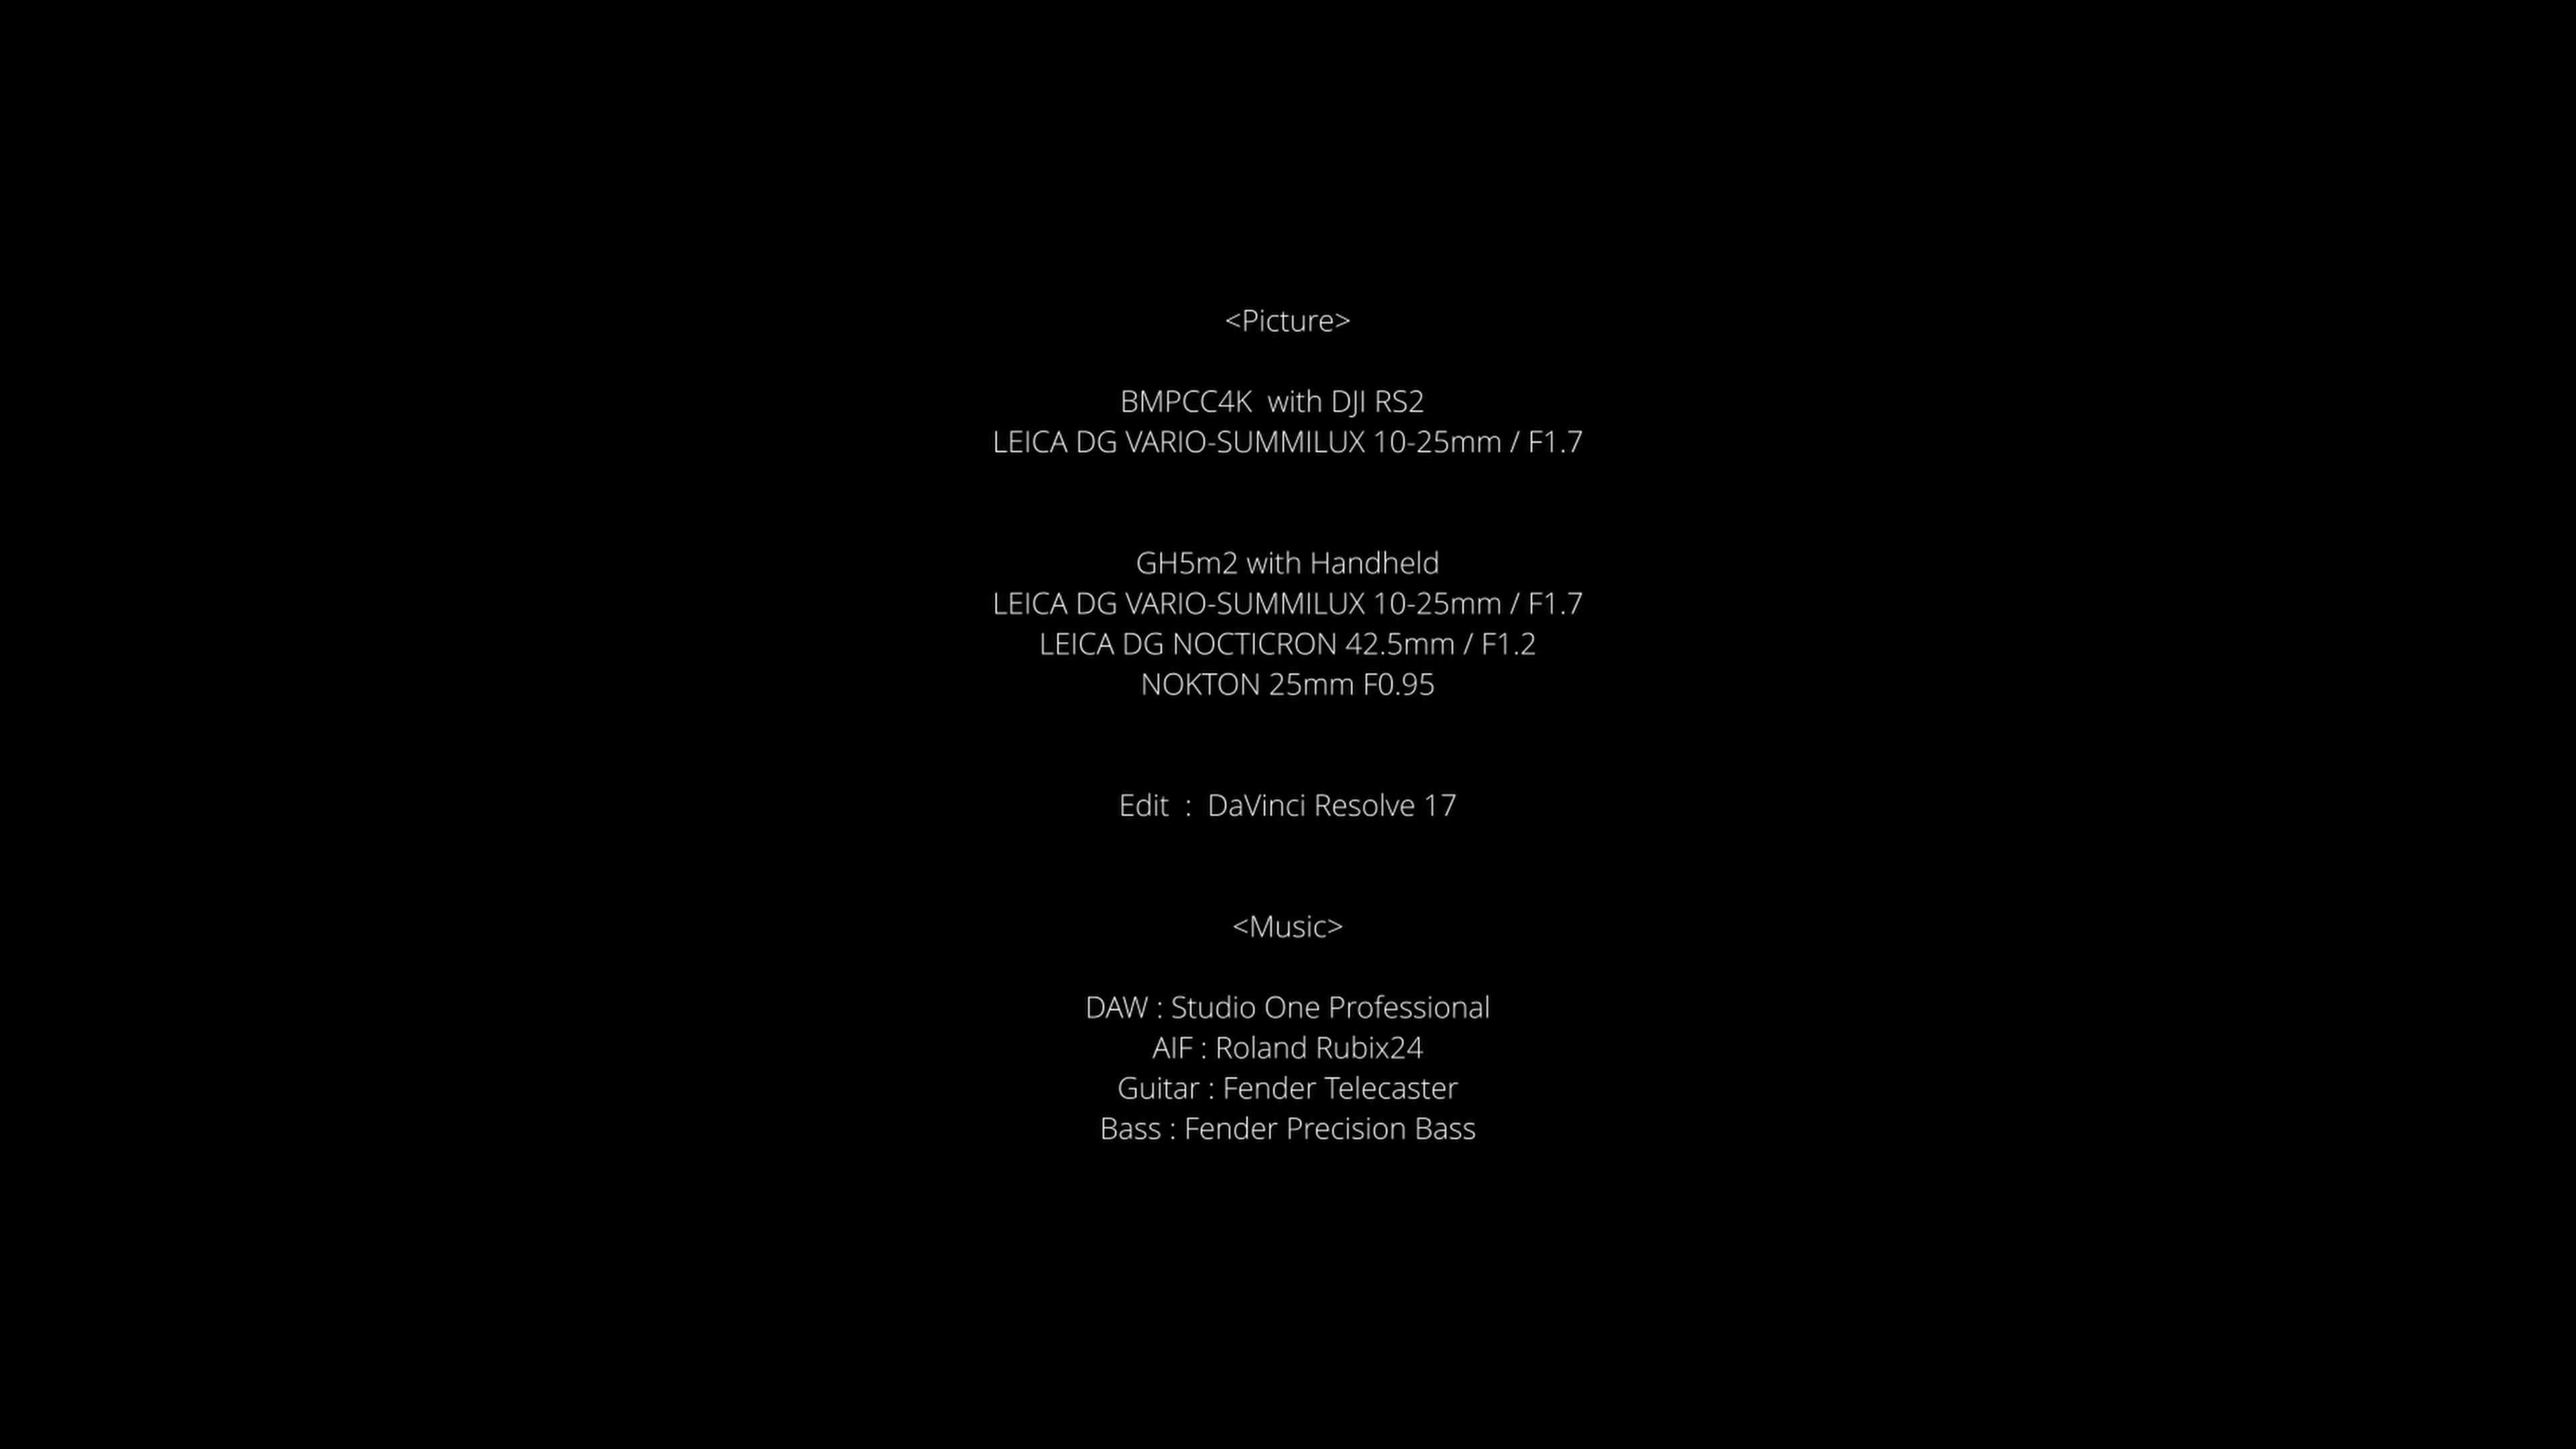 <Picture>
BMPCC4K  with DJI RS2
LEICA DG VARIO-SUMMILUX 10-25mm / F1.7
GH5m2 with Handheld
LEICA DG VARIO-SUMMILUX 10-25mm / F1.7
LEICA DG NOCTICRON 42.5mm / F1.2
NOKTON 25mm F0.95
Edit  :  DaVinci Resolve 17
<Music>
DAW : Studio One Professional
AIF : Roland Rubix24
Guitar : Fender Telecaster
Bass : Fender Precision Bass